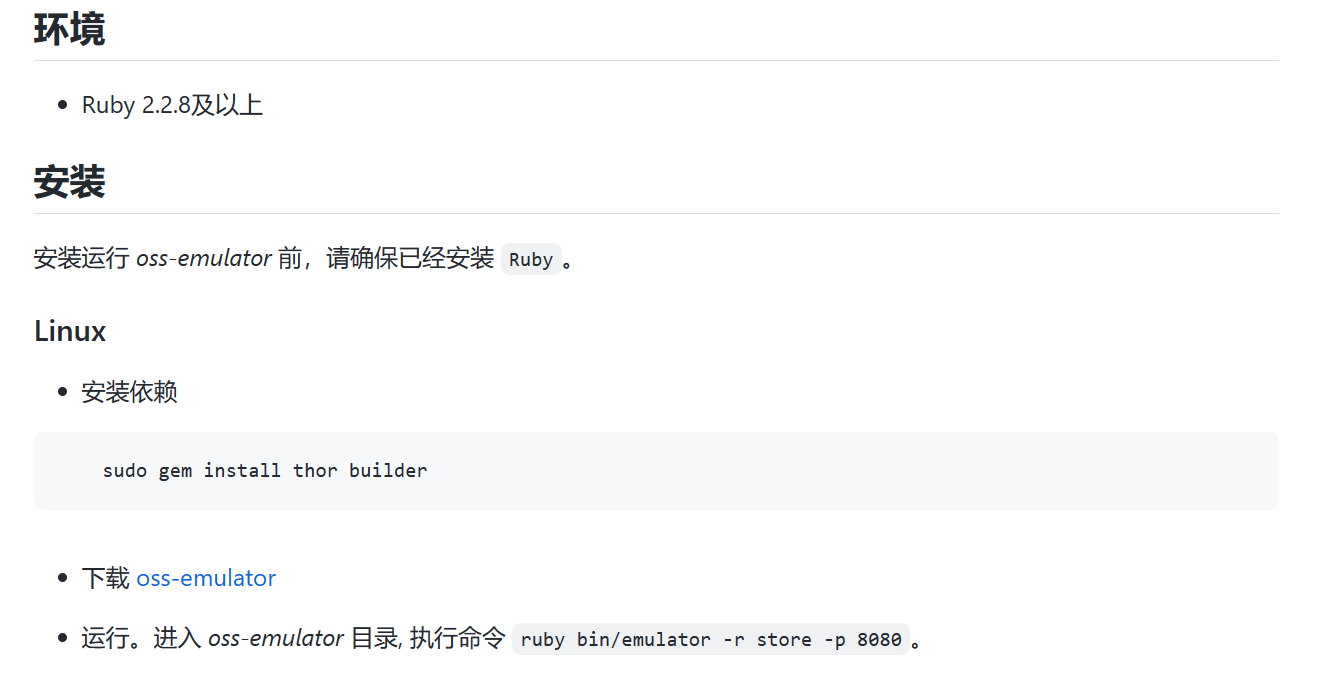 环境
Ruby 2.2.8及以上
安装
安装运行 oss-emulator 前，请确保已经安装 Ruby 。
Linux
安装依赖
sudo gem install thor builder
下载 oss-emulator
运行。进入 oss-emulator 目录, 执行命令 ruby bin/emulator -r store -p 8080 。